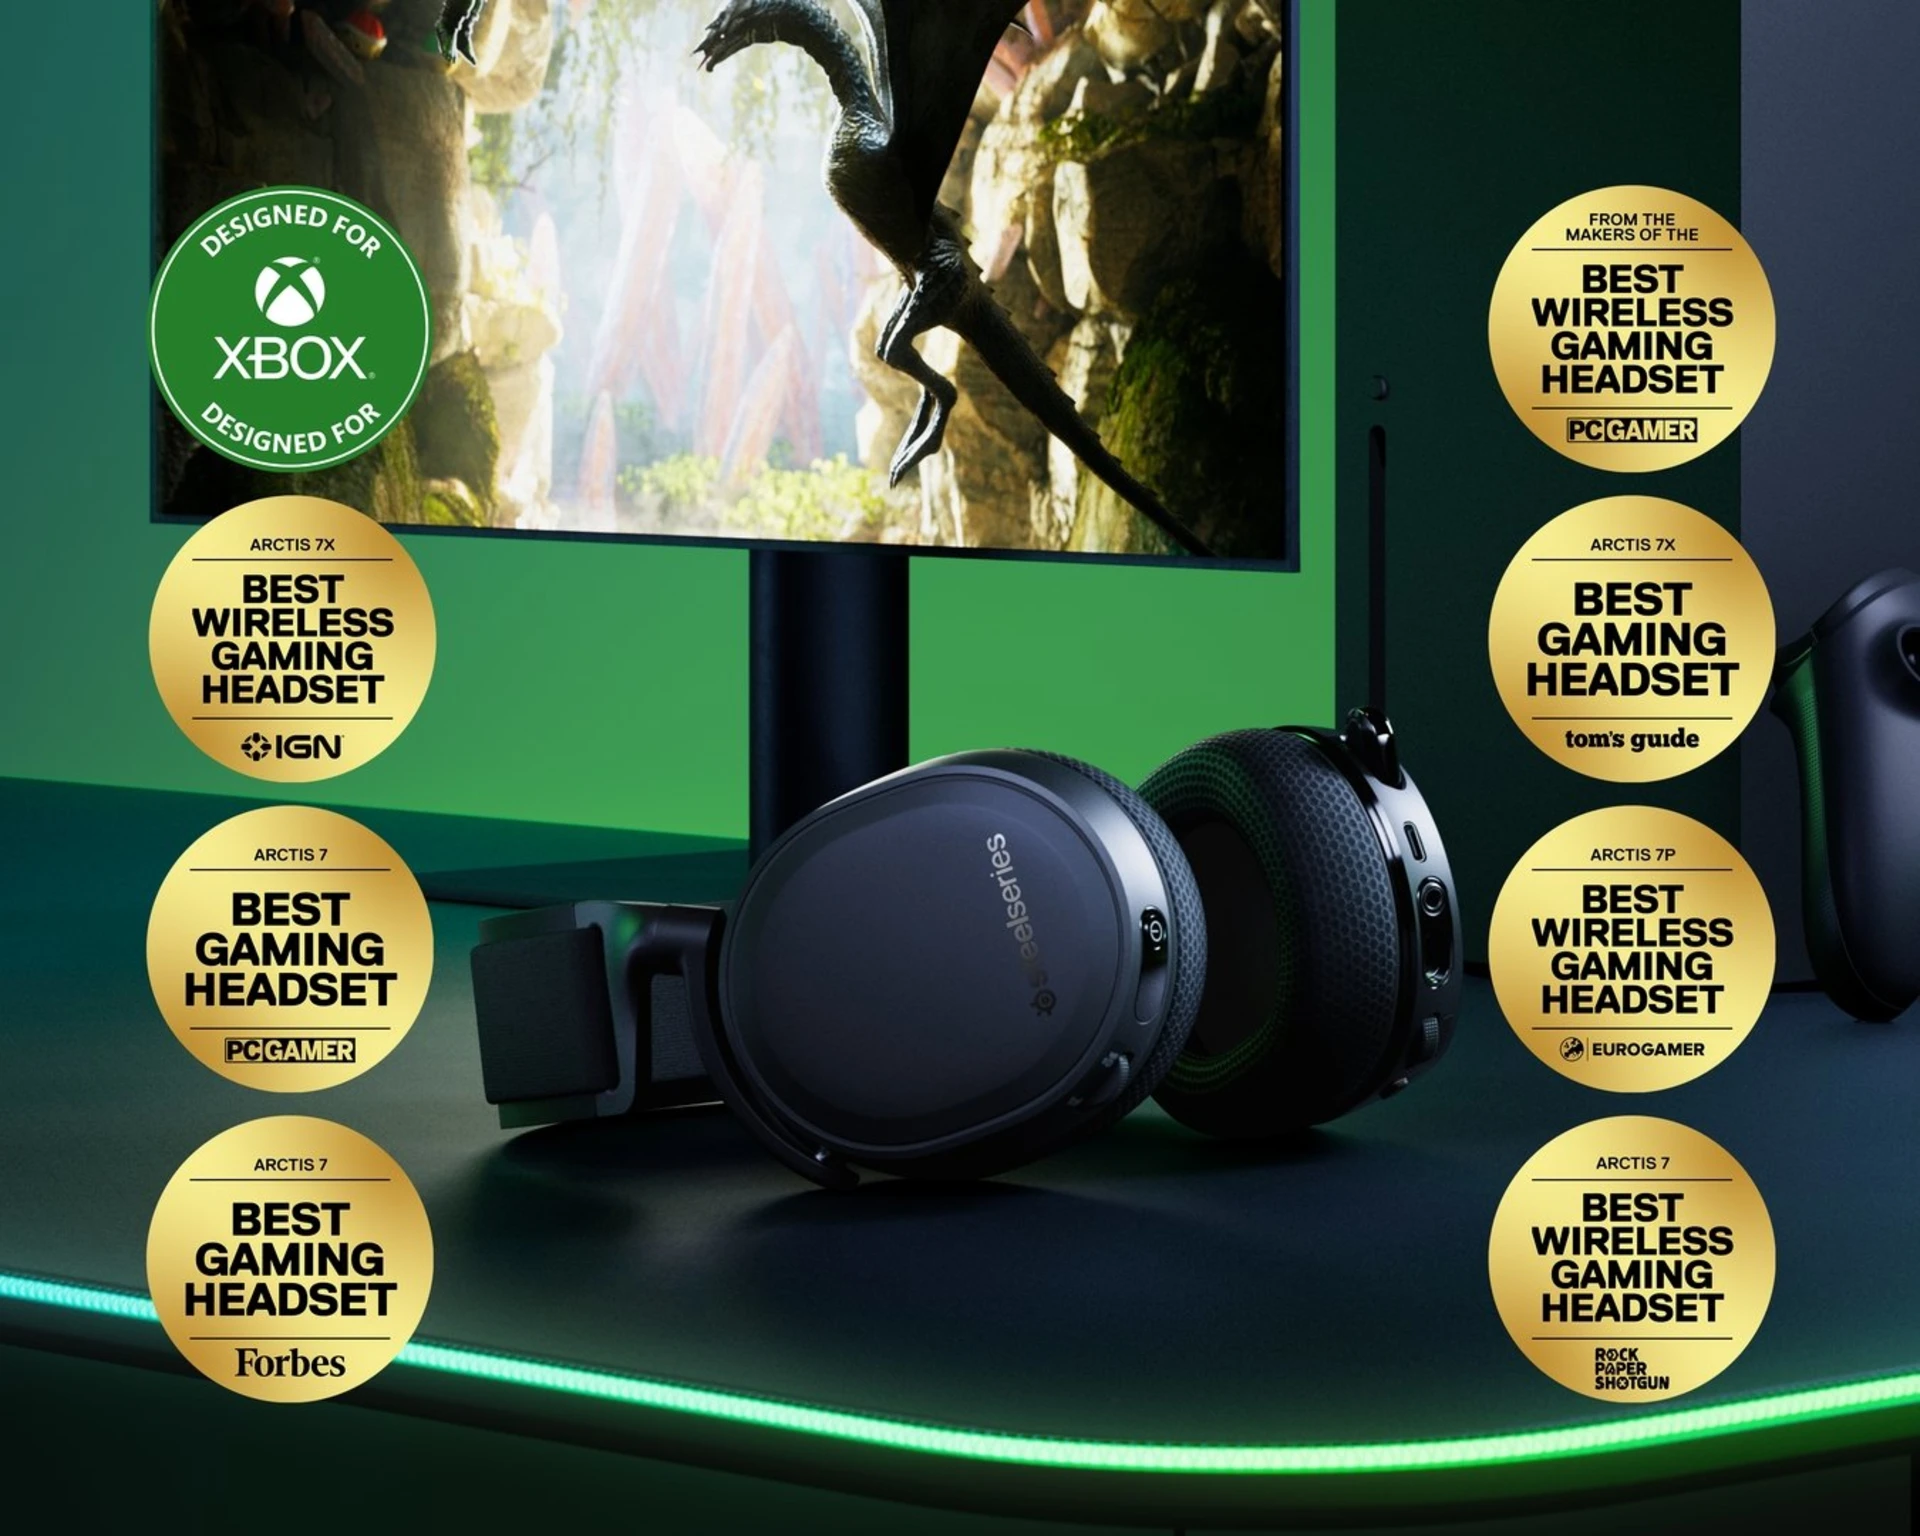 DESIGNED FOR
XBOX
DESIGNED FOR
ARCTIS 7X
BEST
WIRELESS
GAMING
HEADSET
IGN
ARCTIS 7
BEST
GAMING
HEADSET
PC GAMER
ARCTIS 7
BEST
GAMING
HEADSET
Forbes
steelseries
FROM THE
MAKERS OF THE
BEST
WIRELESS
GAMING
HEADSET
PC GAMER
ARCTIS 7X
BEST
GAMING
HEADSET
tom's guide
ARCTIS 7P
BEST
WIRELESS
GAMING
HEADSET
EUROGAMER
ARCTIS 7
BEST
WIRELESS
GAMING
HEADSET
ROCK
PAPER
SHOTGUN